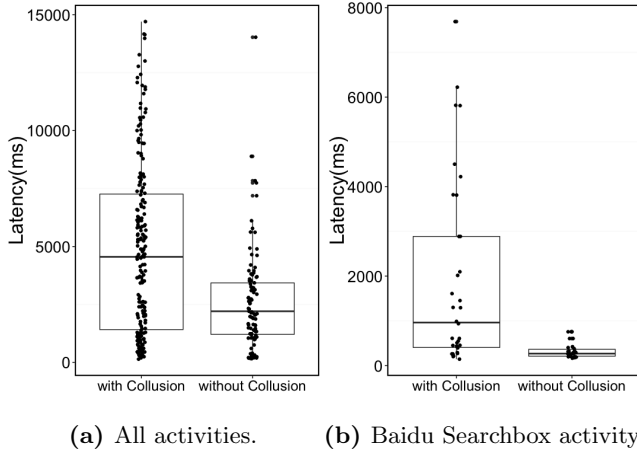 15000
10000
5000
0
Latency(ms)
with Collusion without Collusion
8000
6000
4000
2000
0
Latency(ms)
with Collusion without Collusion
(a) All activities. (b) Baidu Searchbox activity